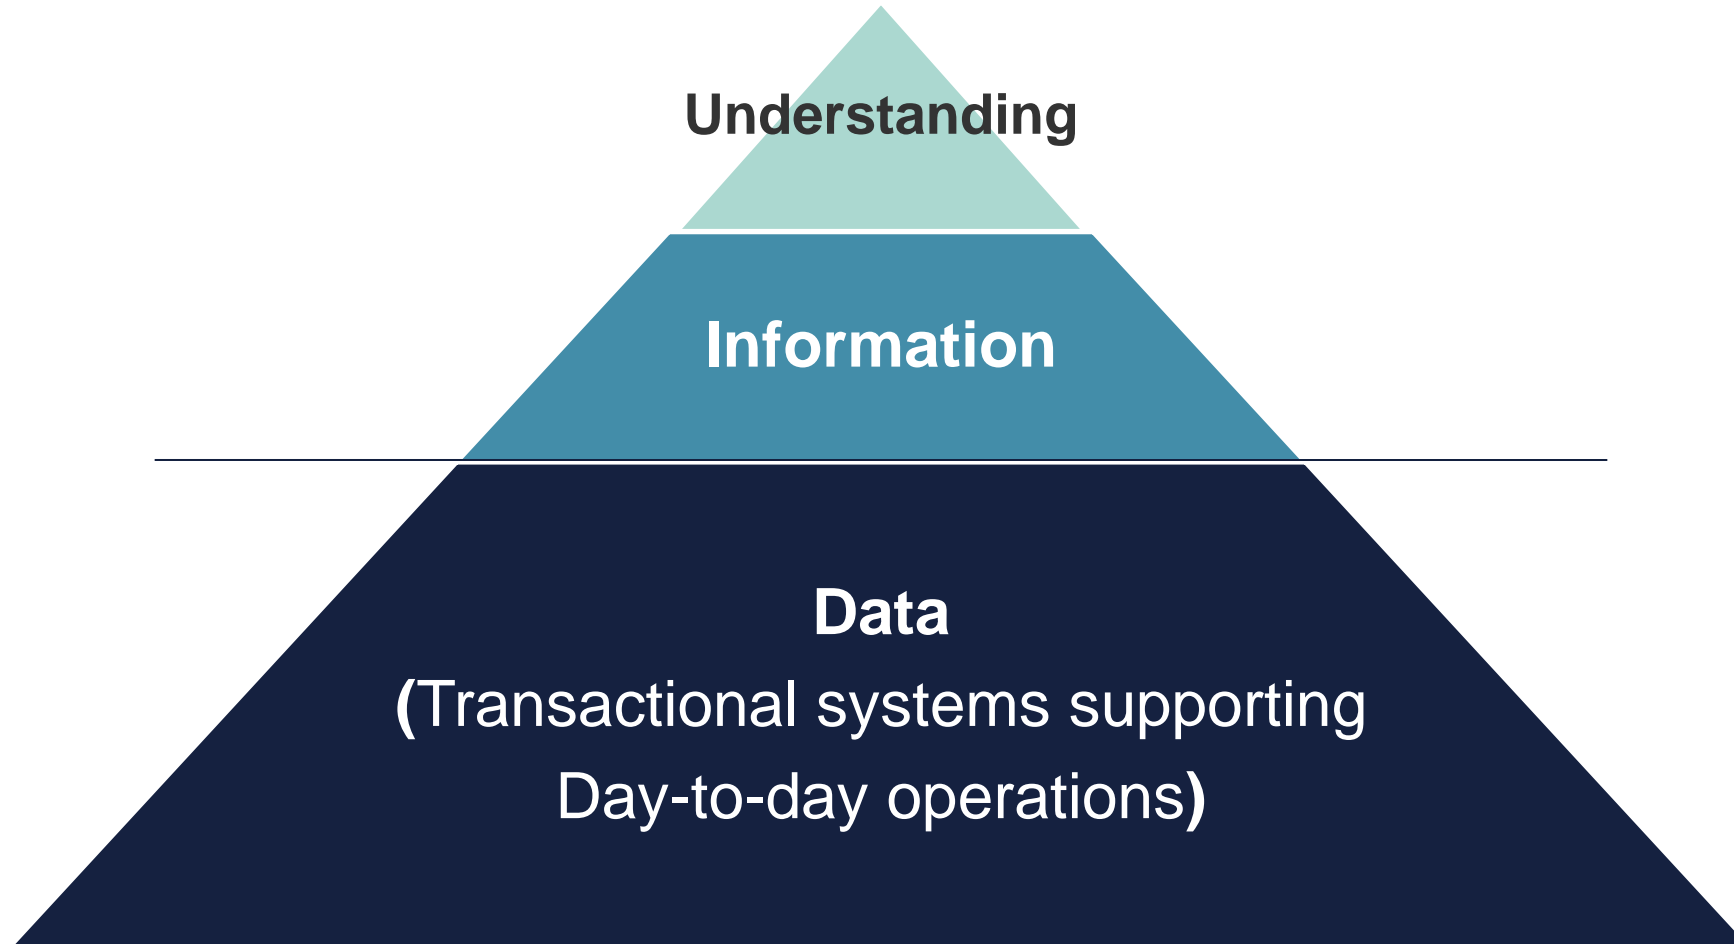 Understanding
Information
Data
(Transactional systems supporting
Day-to-day operations)